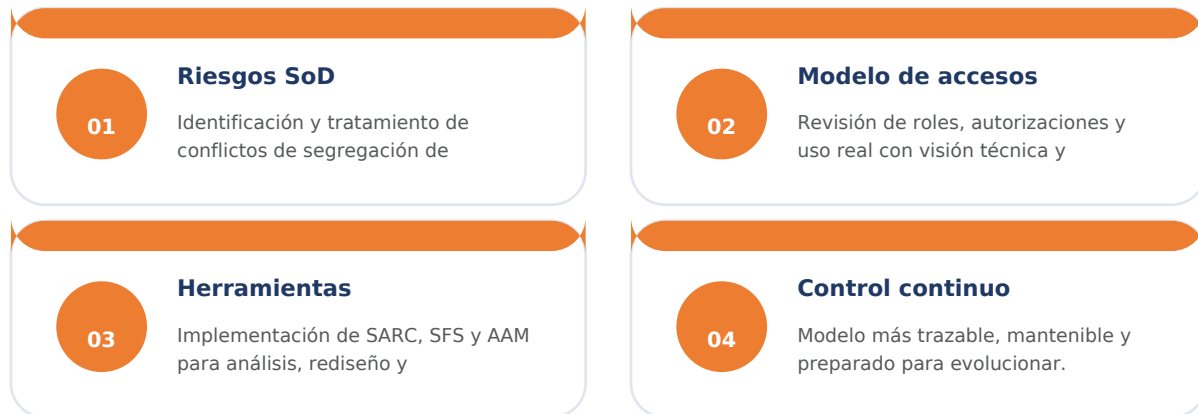 Riesgos SoD
01
Identificación y tratamiento de
conflictos de segregación de
Modelo de accesos
02
Revisión de roles, autorizaciones y
uso real con visión técnica y
Herramientas
03
Implementación de SARC, SFS y AAM
para análisis, rediseño y
Control continuo
04
Modelo más trazable, mantenible y
preparado para evolucionar.